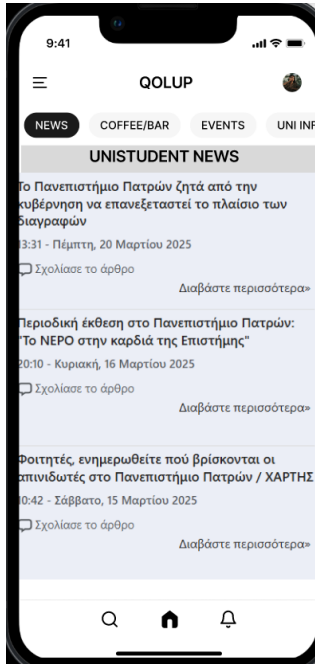 9:41
QOLUP
NEWS COFFEE/BAR EVENTS UNI INF
UNISTUDENT NEWS
Το Πανεπιστήμιο Πατρών ζητά από την
κυβέρνηση να επανεξεταστεί το πλαίσιο των
διαγραφών
13:31 - Πέμπτη, 20 Μαρτίου 2025
Σχολίασε το άρθρο
Διαβάστε περισσότερα»
Περιοδική έκθεση στο Πανεπιστήμιο Πατρών:
"Το ΝΕΡΟ στην καρδιά της Επιστήμης"
20:10 - Κυριακή, 16 Μαρτίου 2025
Σχολίασε το άρθρο
Διαβάστε περισσότερα»
Φοιτητές, ενημερωθείτε πού βρίσκονται οι
απινιδωτές στο Πανεπιστήμιο Πατρών / ΧΑΡΤΗΣ
10:42 - Σάββατο, 15 Μαρτίου 2025
Σχολίασε το άρθρο
Διαβάστε περισσότερα»